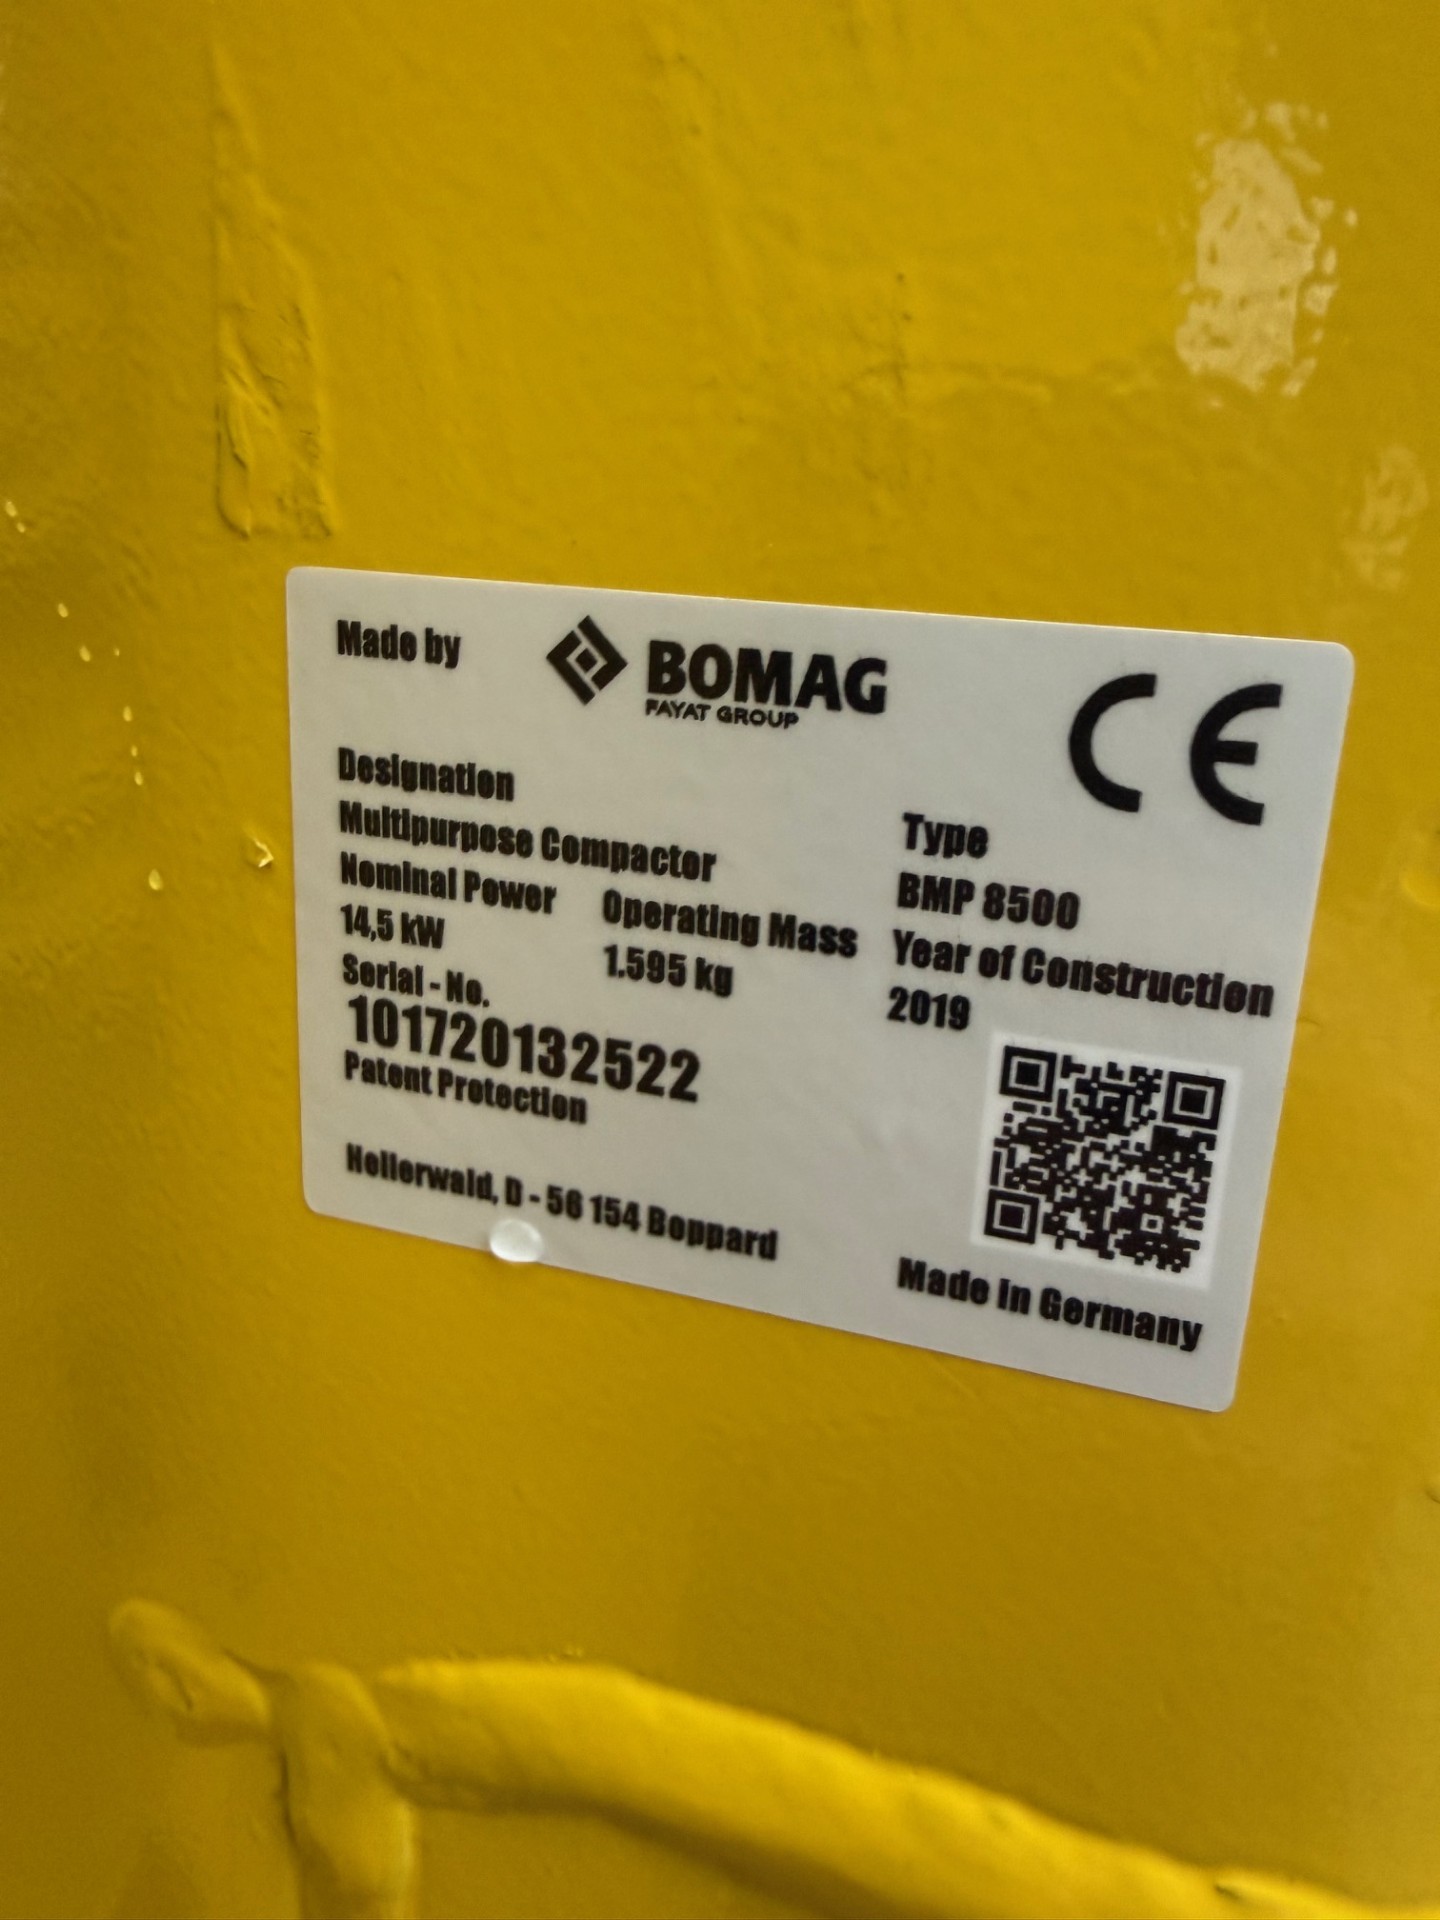 Made by BOMAG
FAYAT GROUP
CE
Designation
Multipurpose Compactor
Type
BMP 8500
Nominal Power Operating Mass Year of Construction
14,5 kW 1.595 kg 2019
Serial - No.
101720132522
Patent Protection
Hellerwald, D - 56 154 Boppard
Made in Germany